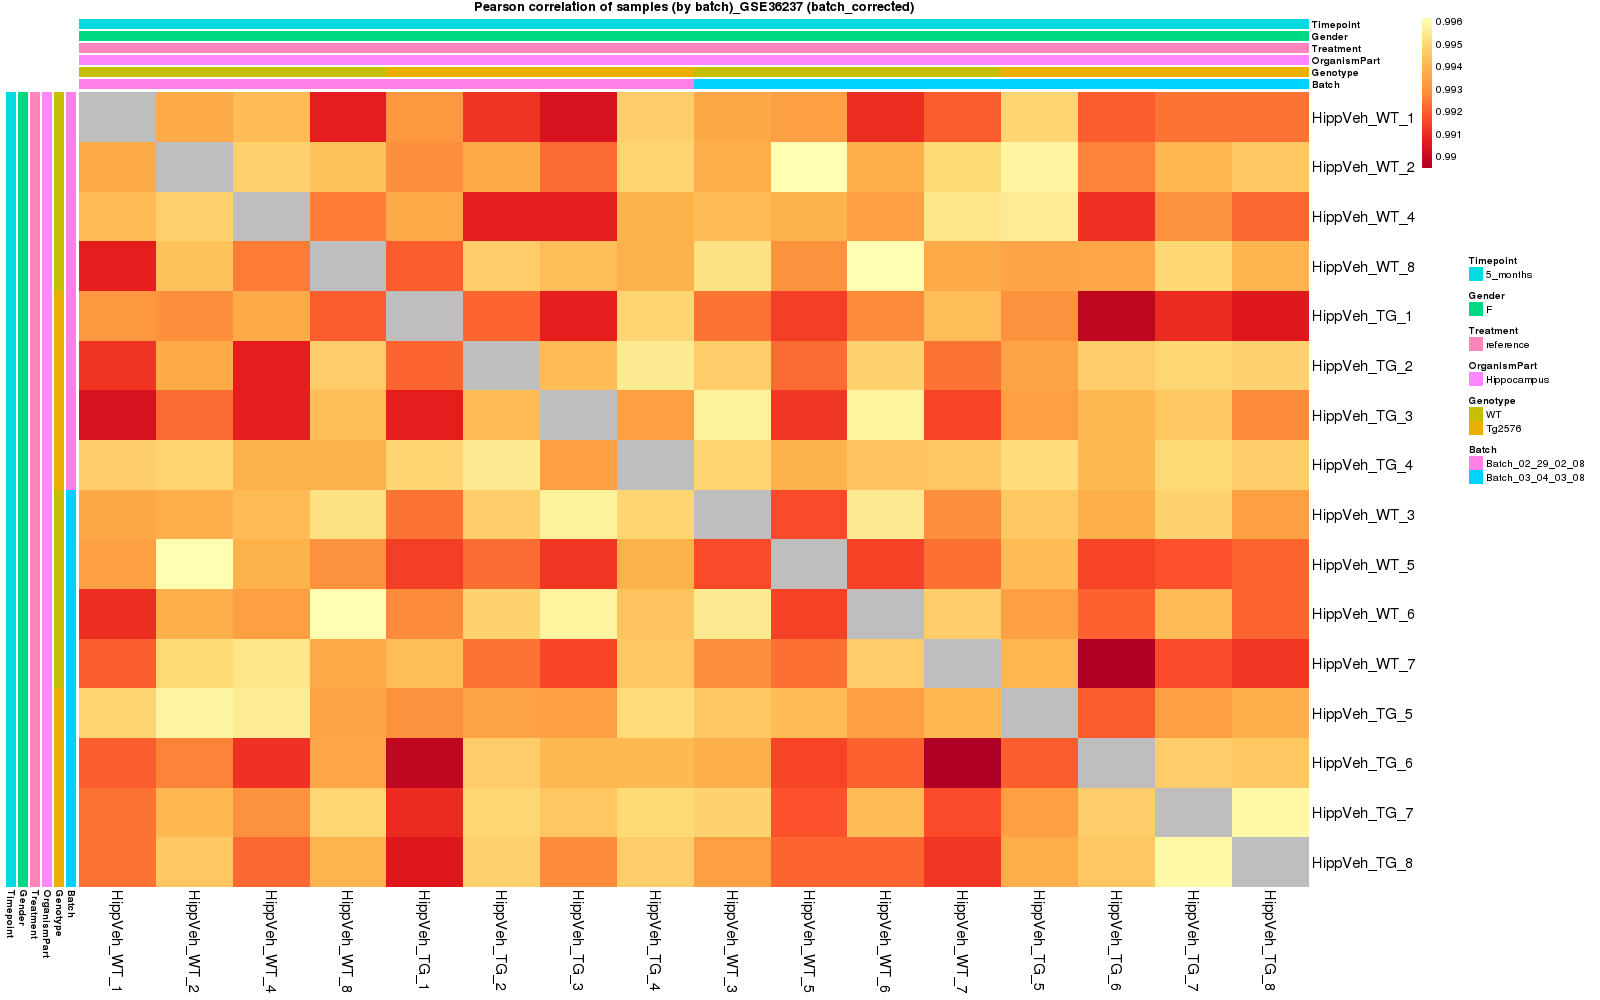 Pearson correlation of samples (by batch)_GSE36237 (batch_corrected)
Timepoint
Gender
Treatment
OrganismPart
Genotype
Batch
0.996
0.995
0.994
0.993
0.992
0.991
0.99
HippVeh_WT_1
HippVeh_WT_2
HippVeh_WT_4
HippVeh_WT_8
HippVeh_TG_1
HippVeh_TG_2
HippVeh_TG_3
HippVeh_TG_4
HippVeh_WT_3
HippVeh_WT_5
HippVeh_WT_6
HippVeh_WT_7
HippVeh_TG_5
HippVeh_TG_6
HippVeh_TG_7
HippVeh_TG_8
Timepoint
5_months
Gender
F
Treatment
reference
OrganismPart
Hippocampus
Genotype
WT
Tg2576
Batch
Batch_02_29_02_08
Batch_03_04_03_08
Timepoint
Gender
Treatment
OrganismPart
Genotype
Batch
HippVeh_WT_1
HippVeh_WT_2
HippVeh_WT_4
HippVeh_WT_8
HippVeh_TG_1
HippVeh_TG_2
HippVeh_TG_3
HippVeh_TG_4
HippVeh_WT_3
HippVeh_WT_5
HippVeh_WT_6
HippVeh_WT_7
HippVeh_TG_5
HippVeh_TG_6
HippVeh_TG_7
HippVeh_TG_8